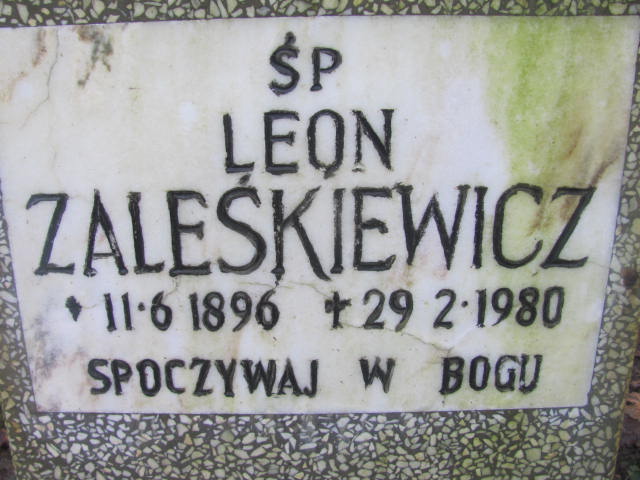 ŚP
LEON
ZALEŚKIEWICZ
* 11·6 1896 ✝ 29 2·1980
SPOCZYWAJ W BOGU